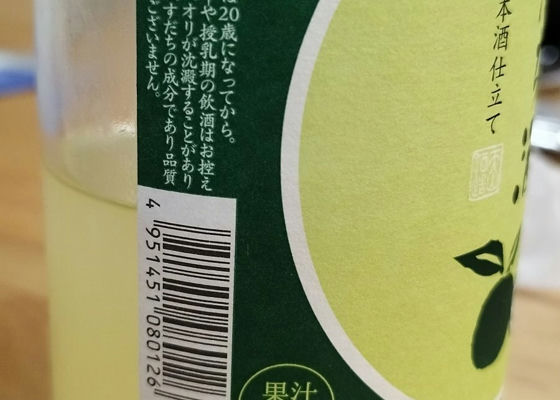 本酒仕立て
は20歳になってから。
や授乳期の飲酒はお控え
オリが沈澱することがあり
すだちの成分であり品質
ございません。
4 951451 080126
果汁